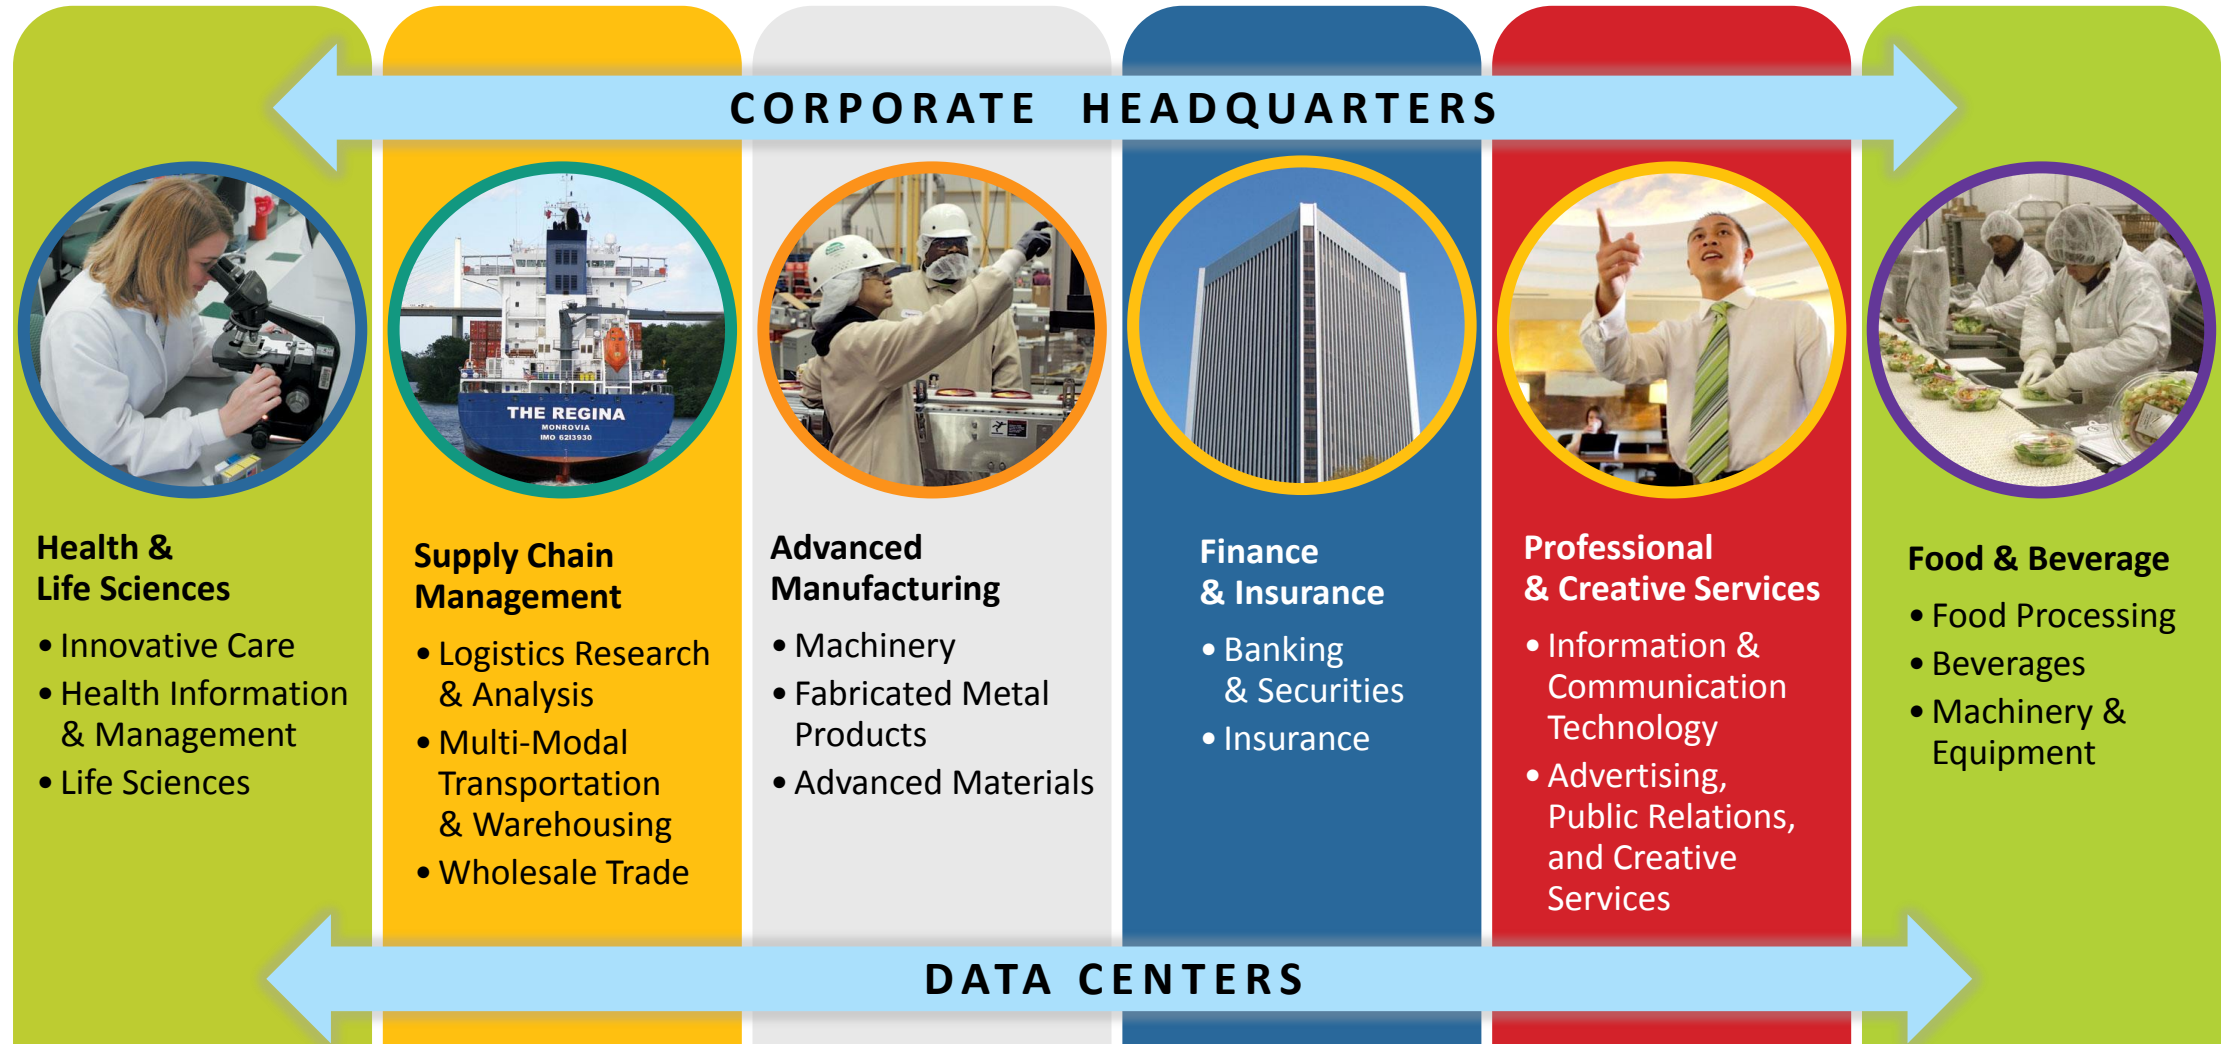 CORPORATE HEADQUARTERS
THE REGINA
MONROVIA
IMO 6213930
Health &
Life Sciences
• Innovative Care
• Health Information
& Management
• Life Sciences
Supply Chain
Management
• Logistics Research
& Analysis
• Multi-Modal
Transportation
& Warehousing
• Wholesale Trade
Advanced
Manufacturing
• Machinery
• Fabricated Metal
Products
• Advanced Materials
Finance
& Insurance
• Banking
& Securities
• Insurance
Professional
& Creative Services
• Information &
Communication
Technology
• Advertising,
Public Relations,
and Creative
Services
Food & Beverage
• Food Processing
• Beverages
• Machinery &
Equipment
DATA CENTERS